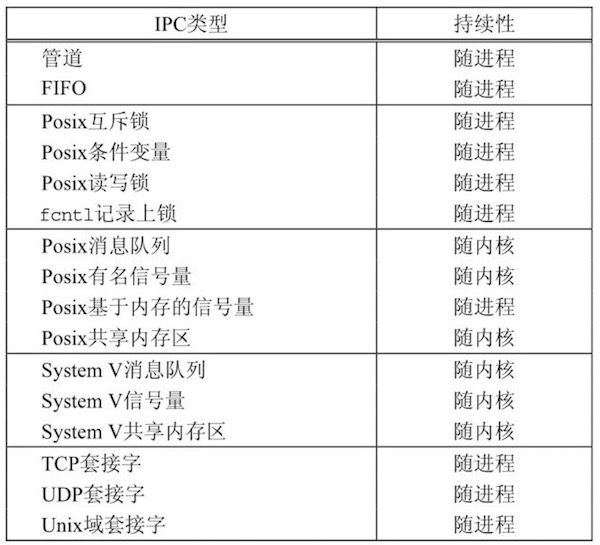 IPC类型 持续性
管道 随进程
FIFO 随进程
Posix互斥锁 随进程
Posix条件变量 随进程
Posix读写锁 随进程
fcntl记录上锁 随进程
Posix消息队列 随内核
Posix有名信号量 随内核
Posix基于内存的信号量 随进程
Posix共享内存区 随内核
System V消息队列 随内核
System V信号量 随内核
System V共享内存区 随内核
TCP套接字 随进程
UDP套接字 随进程
Unix域套接字 随进程